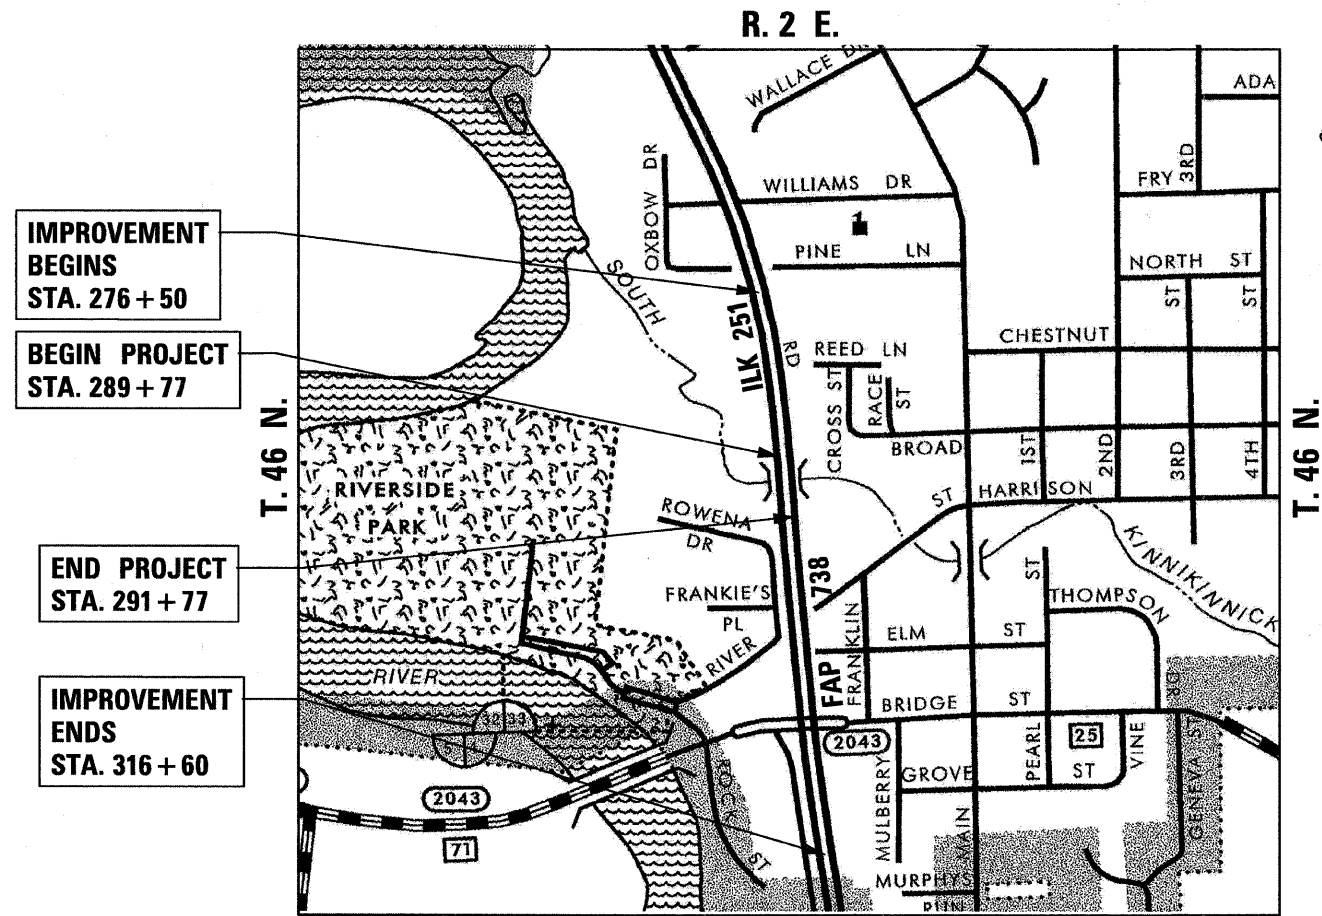 R. 2 E.
WALLACE DR
ADA
OXBOW DR
WILLIAMS DR
FRY
3RD
1
IMPROVEMENT
BEGINS
STA. 276 + 50
PINE LN
NORTH ST
SOUTH
ILK 251
RD
ST
ST
CHESTNUT
BEGIN PROJECT
STA. 289 + 77
REED LN
CROSS ST
RACE
ST
BROAD
1ST
2ND
3RD
4TH
T. 46 N.
T. 46 N.
RIVERSIDE
PARK
ST
HARRISON
ROWENA
DR
KINNIKINNICK
END PROJECT
STA. 291 + 77
738
FRANKIE'S
PL
FRANKLIN
ST
THOMPSON
ELM ST
RIVER
RIVER
FAP
DR
IMPROVEMENT
ENDS
STA. 316 + 60
32 33
BRIDGE ST
2043
PEARL
25
VINE
GENEVA ST
MULBERRY
GROVE ST
ROCK
ST
2043
71
MAIN
MURPHYS
RUN